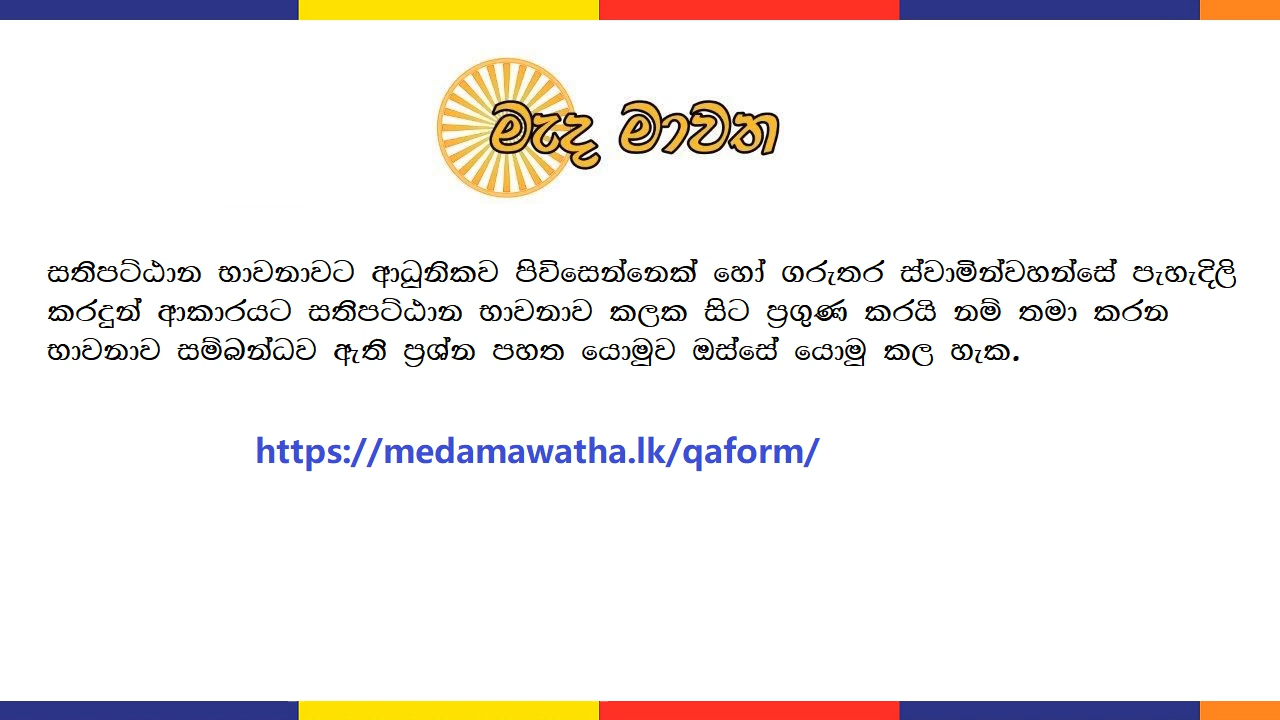 මැද මාවත
සතිපට්ඨාන භාවනාවට ආධුනිකව පිවිසෙන්නෙක් හෝ ගරුතර ස්වාමින්වහන්සේ පැහැදිලි
කරදුන් ආකාරයට සතිපට්ඨාන භාවනාව කලක සිට ප්‍රගුණ කරයි නම් තමා කරන
භාවනාව සම්බන්ධව ඇති ප්‍රශ්න පහත යොමුව ඔස්සේ යොමු කල හැක.
https://medamawatha.lk/qaform/